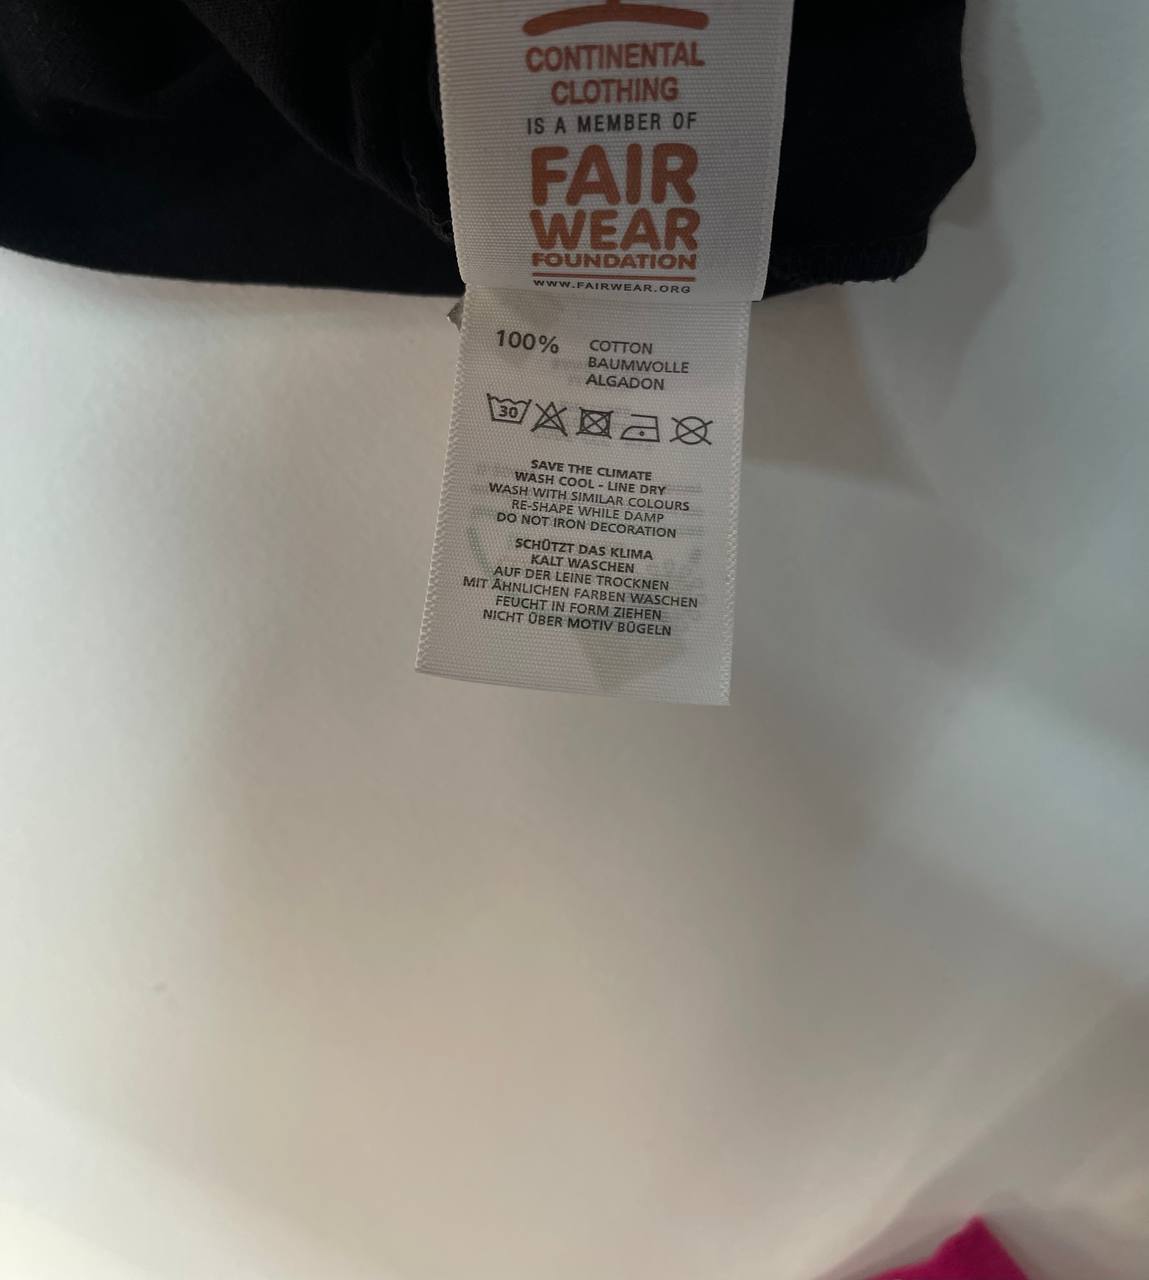 CONTINENTAL
CLOTHING
IS A MEMBER OF
FAIR
WEAR
FOUNDATION
WWW.FAIRWEAR.ORG
100% COTTON
BAUMWOLLE
ALGADON
30
SAVE THE CLIMATE
WASH COOL - LINE DRY
WASH WITH SIMILAR COLOURS
RE-SHAPE WHILE DAMP
DO NOT IRON DECORATION
SCHÜTZT DAS KLIMA
KALT WASCHEN
AUF DER LEINE TROCKNEN
MIT ÄHNLICHEN FARBEN WASCHEN
FEUCHT IN FORM ZIEHEN
NICHT ÜBER MOTIV BÜGELN